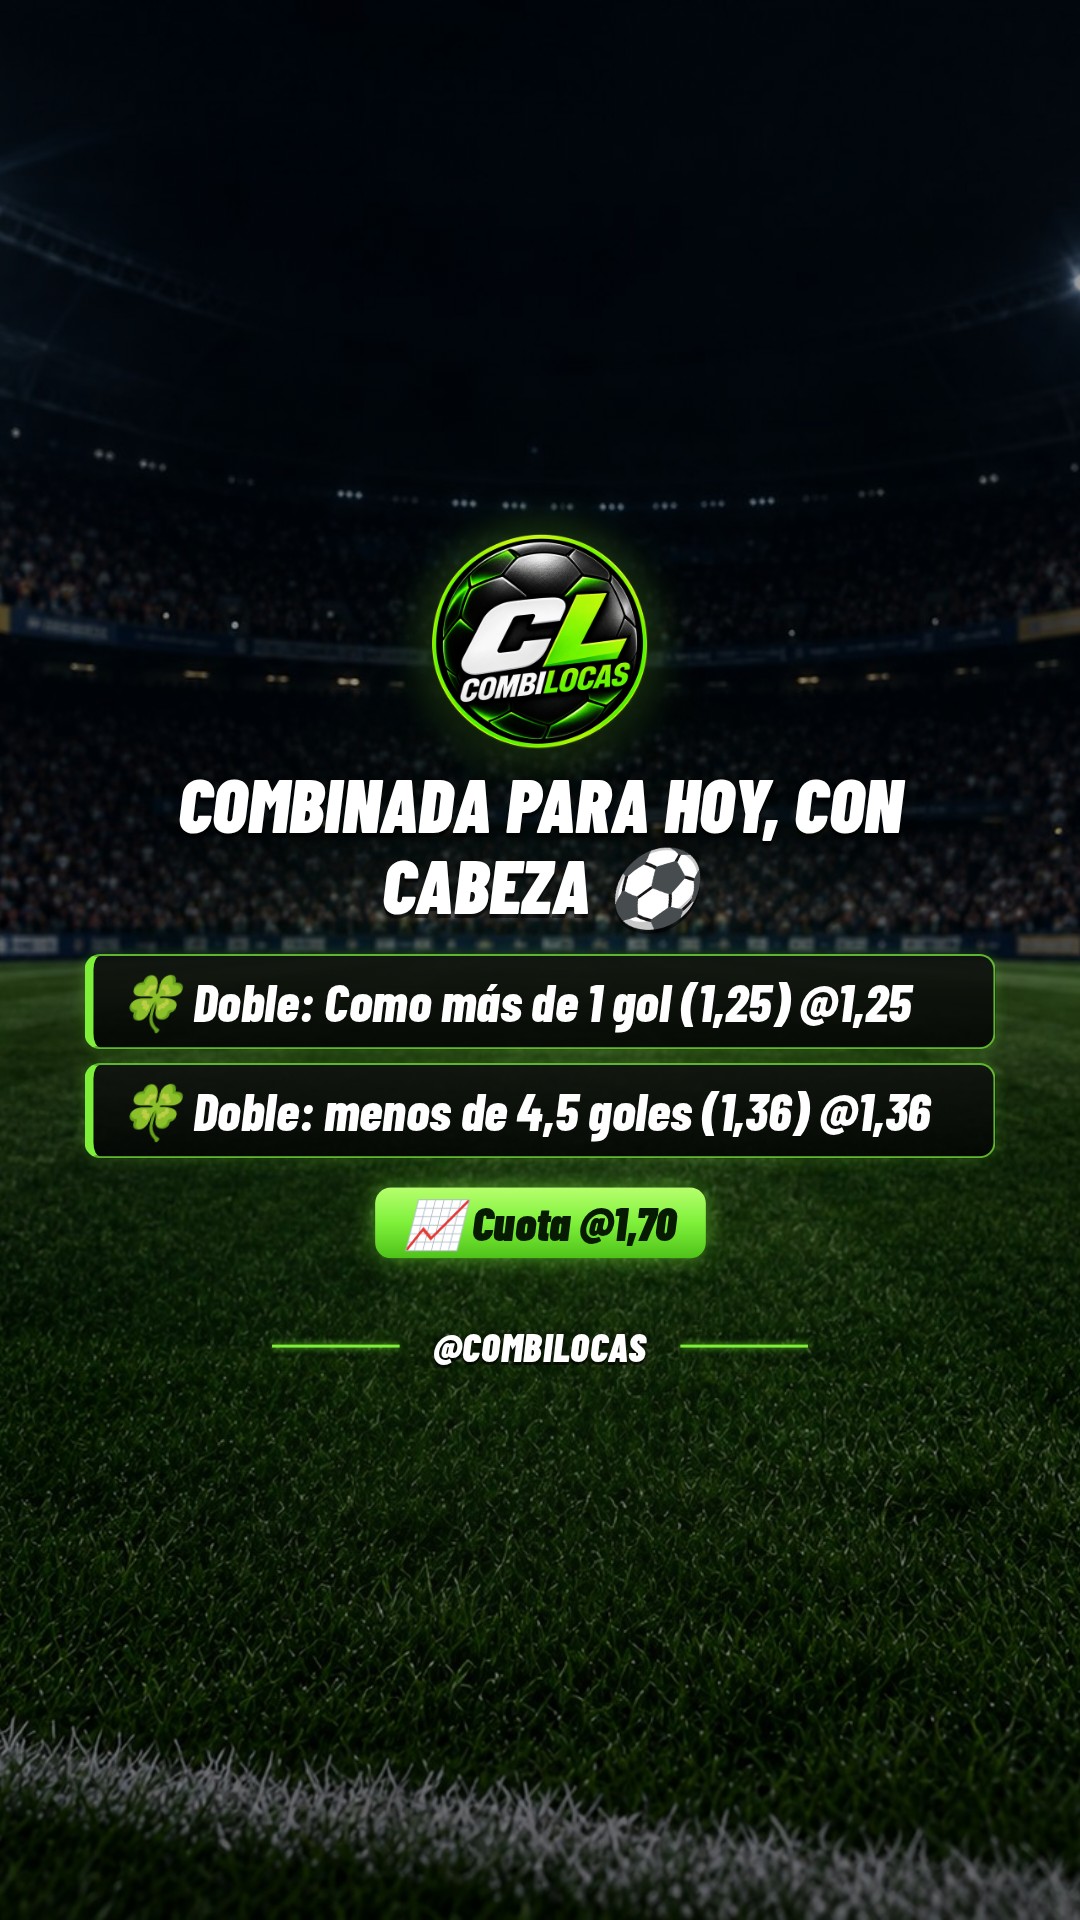 CL
COMBILOCAS
COMBINADA PARA HOY, CON
CABEZA ⚽
🍀 Doble: Como más de 1 gol (1,25) @1,25
🍀 Doble: menos de 4,5 goles (1,36) @1,36
📈 Cuota @1,70
@COMBILOCAS